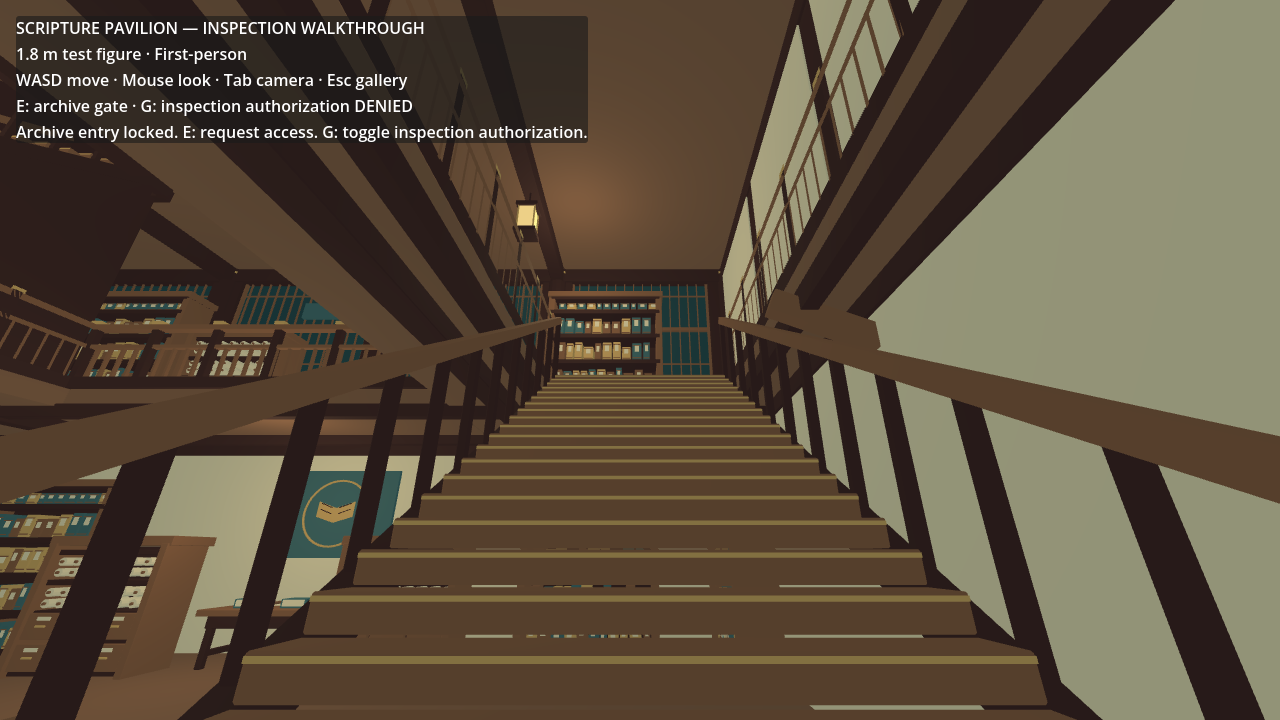 SCRIPTURE PAVILION — INSPECTION WALKTHROUGH
1.8 m test figure · First-person
WASD move · Mouse look · Tab camera · Esc gallery
E: archive gate · G: inspection authorization DENIED
Archive entry locked. E: request access. G: toggle inspection authorization.